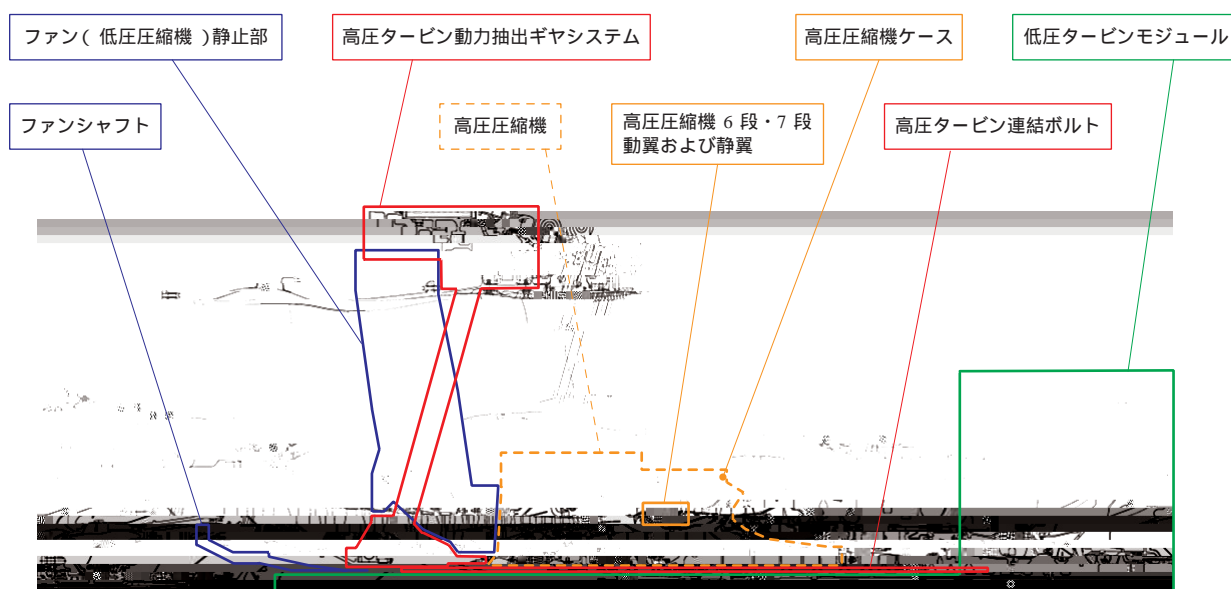 ファン（ 低圧圧縮機 ）静止部
高圧タービン動力抽出ギヤシステム
高圧圧縮機ケース
低圧タービンモジュール
ファンシャフト
高圧圧縮機
高圧圧縮機 6 段・7 段
動翼および静翼
高圧タービン連結ボルト